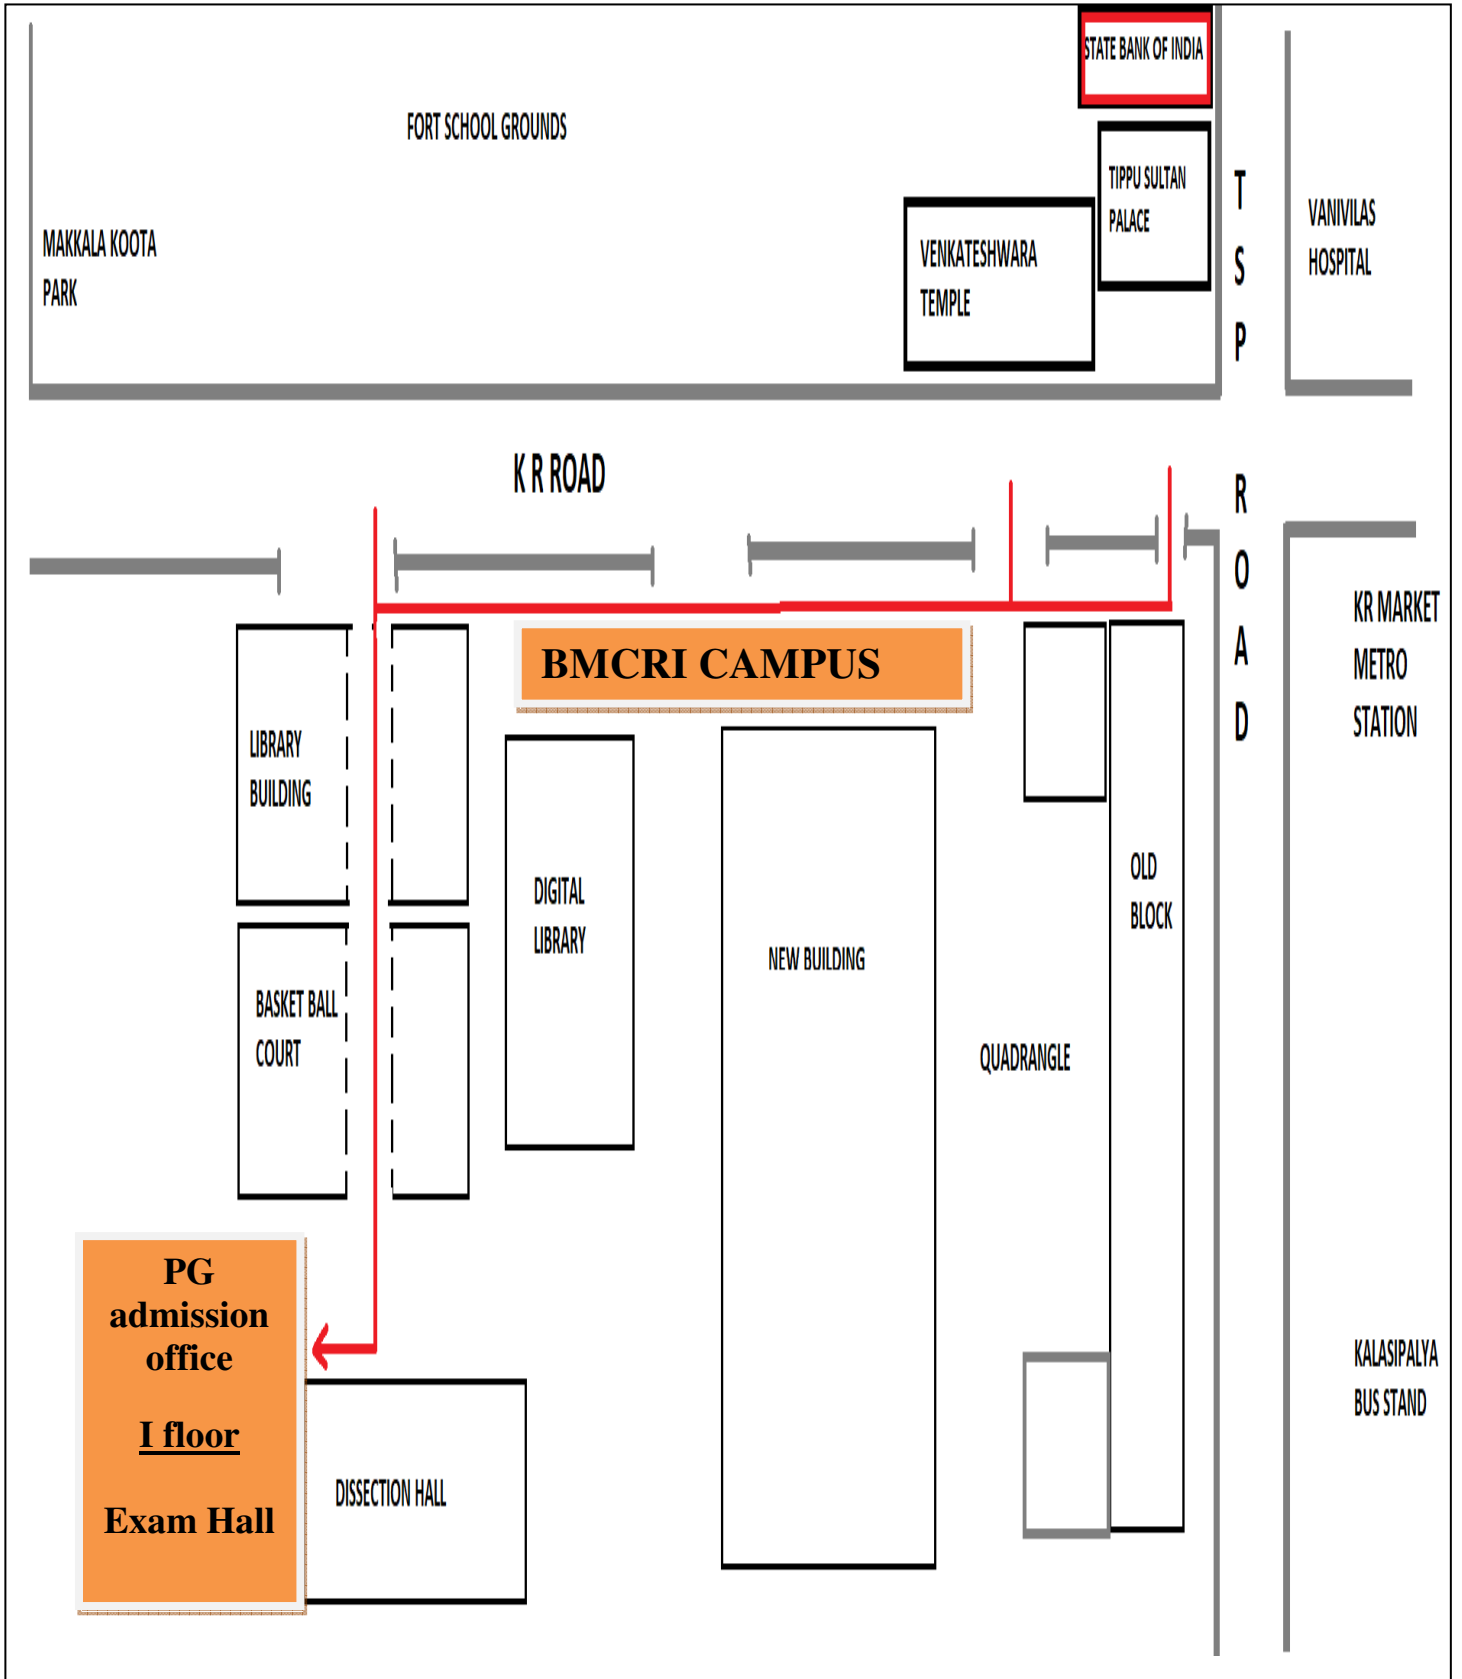 STATE BANK OF INDIA
FORT SCHOOL GROUNDS
TIPPU SULTAN
PALACE
MAKKALA KOOTA
PARK
VENKATESHWARA
TEMPLE
VANIVILAS
HOSPITAL
T
S
P
R
O
A
D
K R ROAD
KR MARKET
METRO
STATION
BMCRI CAMPUS
LIBRARY
BUILDING
DIGITAL
LIBRARY
NEW BUILDING
OLD
BLOCK
BASKET BALL
COURT
QUADRANGLE
PG
admission
office
I floor
Exam Hall
DISSECTION HALL
KALASIPALYA
BUS STAND